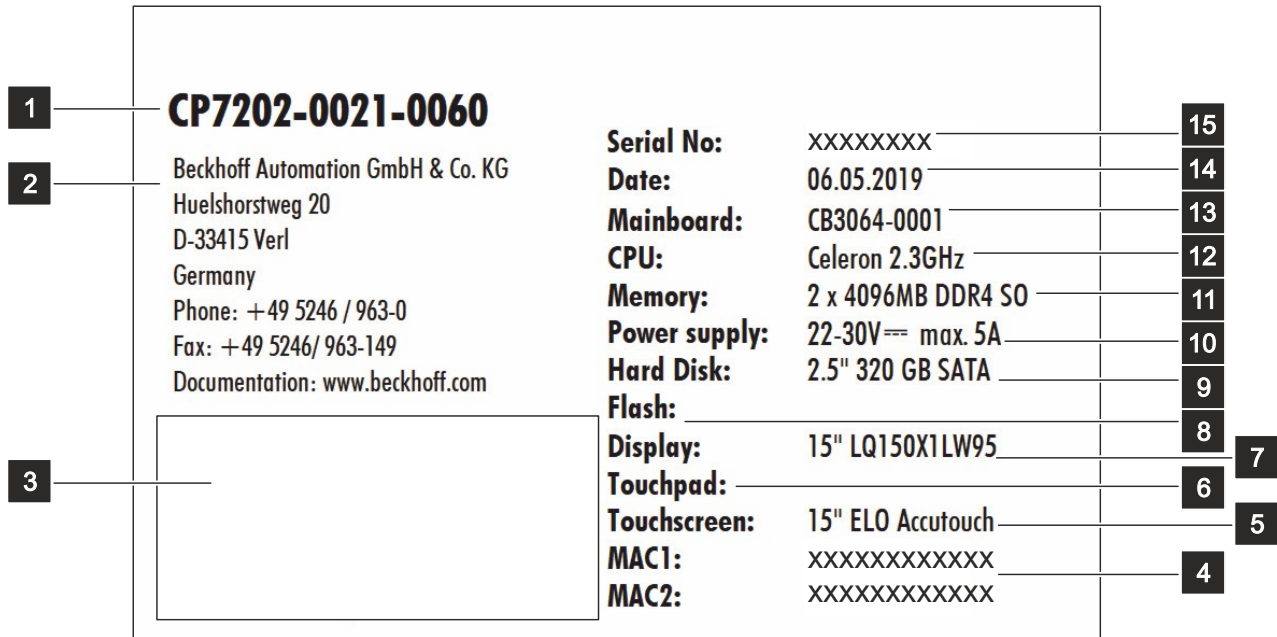 1
CP7202-0021-0060
2
Beckhoff Automation GmbH & Co. KG
Huelshorstweg 20
D-33415 Verl
Germany
Phone: +49 5246 / 963-0
Fax: +49 5246/ 963-149
Documentation: www.beckhoff.com
3
Serial No: XXXXXXXX 15
Date: 06.05.2019 14
Mainboard: CB3064-0001 13
CPU: Celeron 2.3GHz 12
Memory: 2 x 4096MB DDR4 SO 11
Power supply: 22-30V⎓ max. 5A 10
Hard Disk: 2.5" 320 GB SATA 9
Flash: 8
Display: 15" LQ150X1LW95 7
Touchpad: 6
Touchscreen: 15" ELO Accutouch 5
MAC1: XXXXXXXXXXXX 4
MAC2: XXXXXXXXXXXX